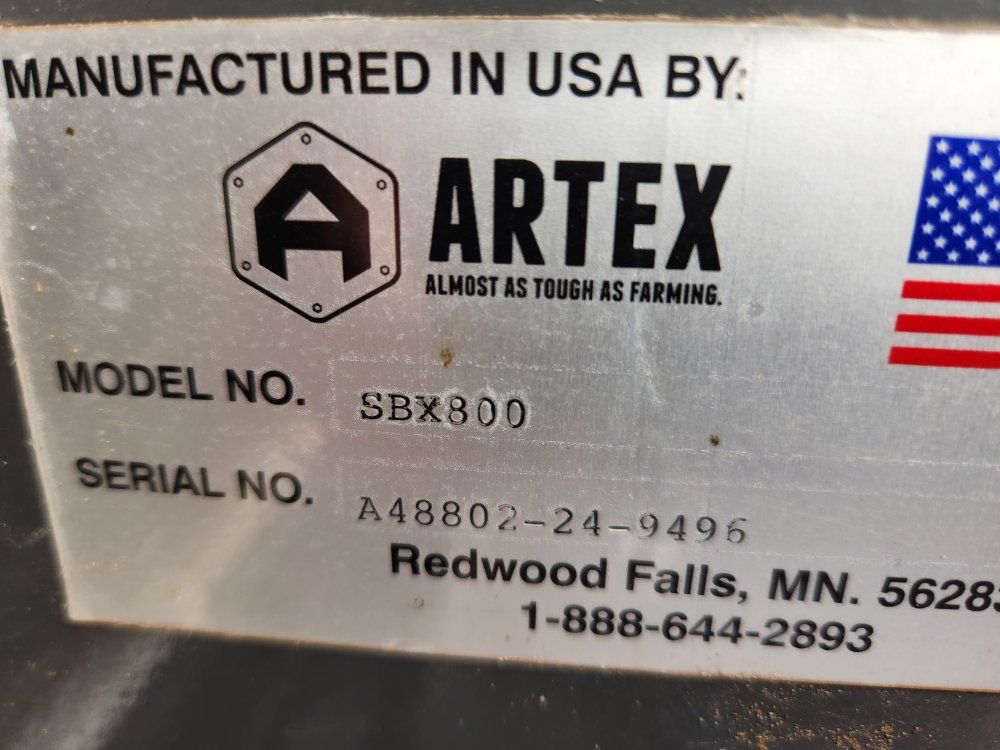 MANUFACTURED IN USA BY:
ARTEX
ALMOST AS TOUGH AS FARMING.
MODEL NO. SBX800
SERIAL NO. A48802-24-9496
Redwood Falls, MN. 56283
1-888-644-2893